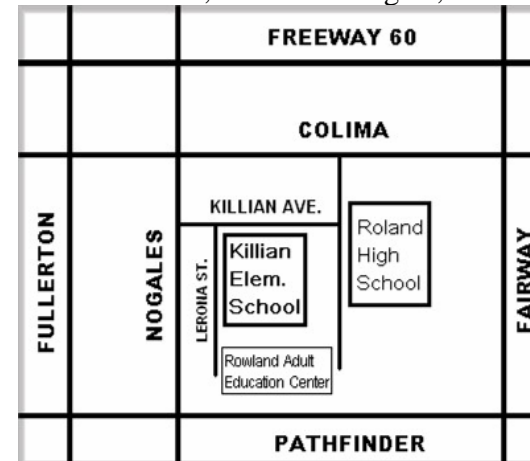 FREEWAY 60
COLIMA
KILLIAN AVE.
FULLERTON
NOGALES
LEROHA ST.
Killian
Elem.
School
Roland
High
School
FAIRWAY
Rowland Adult
Education Center
PATHFINDER